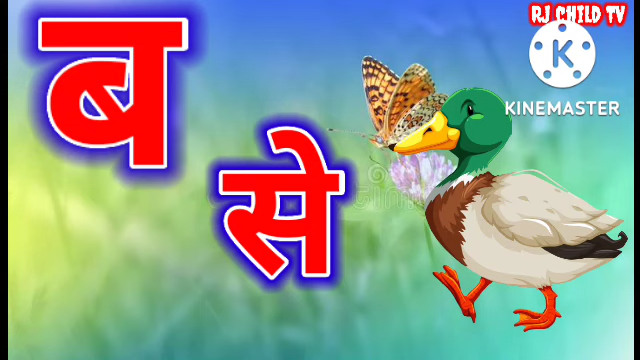 RJ CHILD TV
KINEMASTER
ब
से